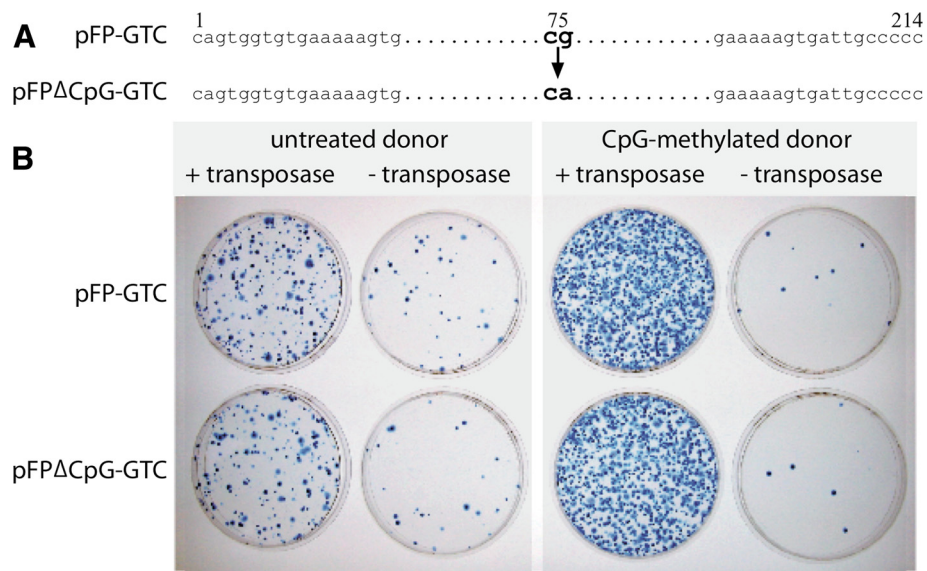 A
1 75 214
pFP-GTC cagtggtgtgaaaaagtg............cg............gaaaaagtgattgccccc
pFPΔCpG-GTC cagtggtgtgaaaaagtg............ca............gaaaaagtgattgccccc
B
untreated donor CpG-methylated donor
+ transposase - transposase + transposase - transposase
pFP-GTC
pFPΔCpG-GTC